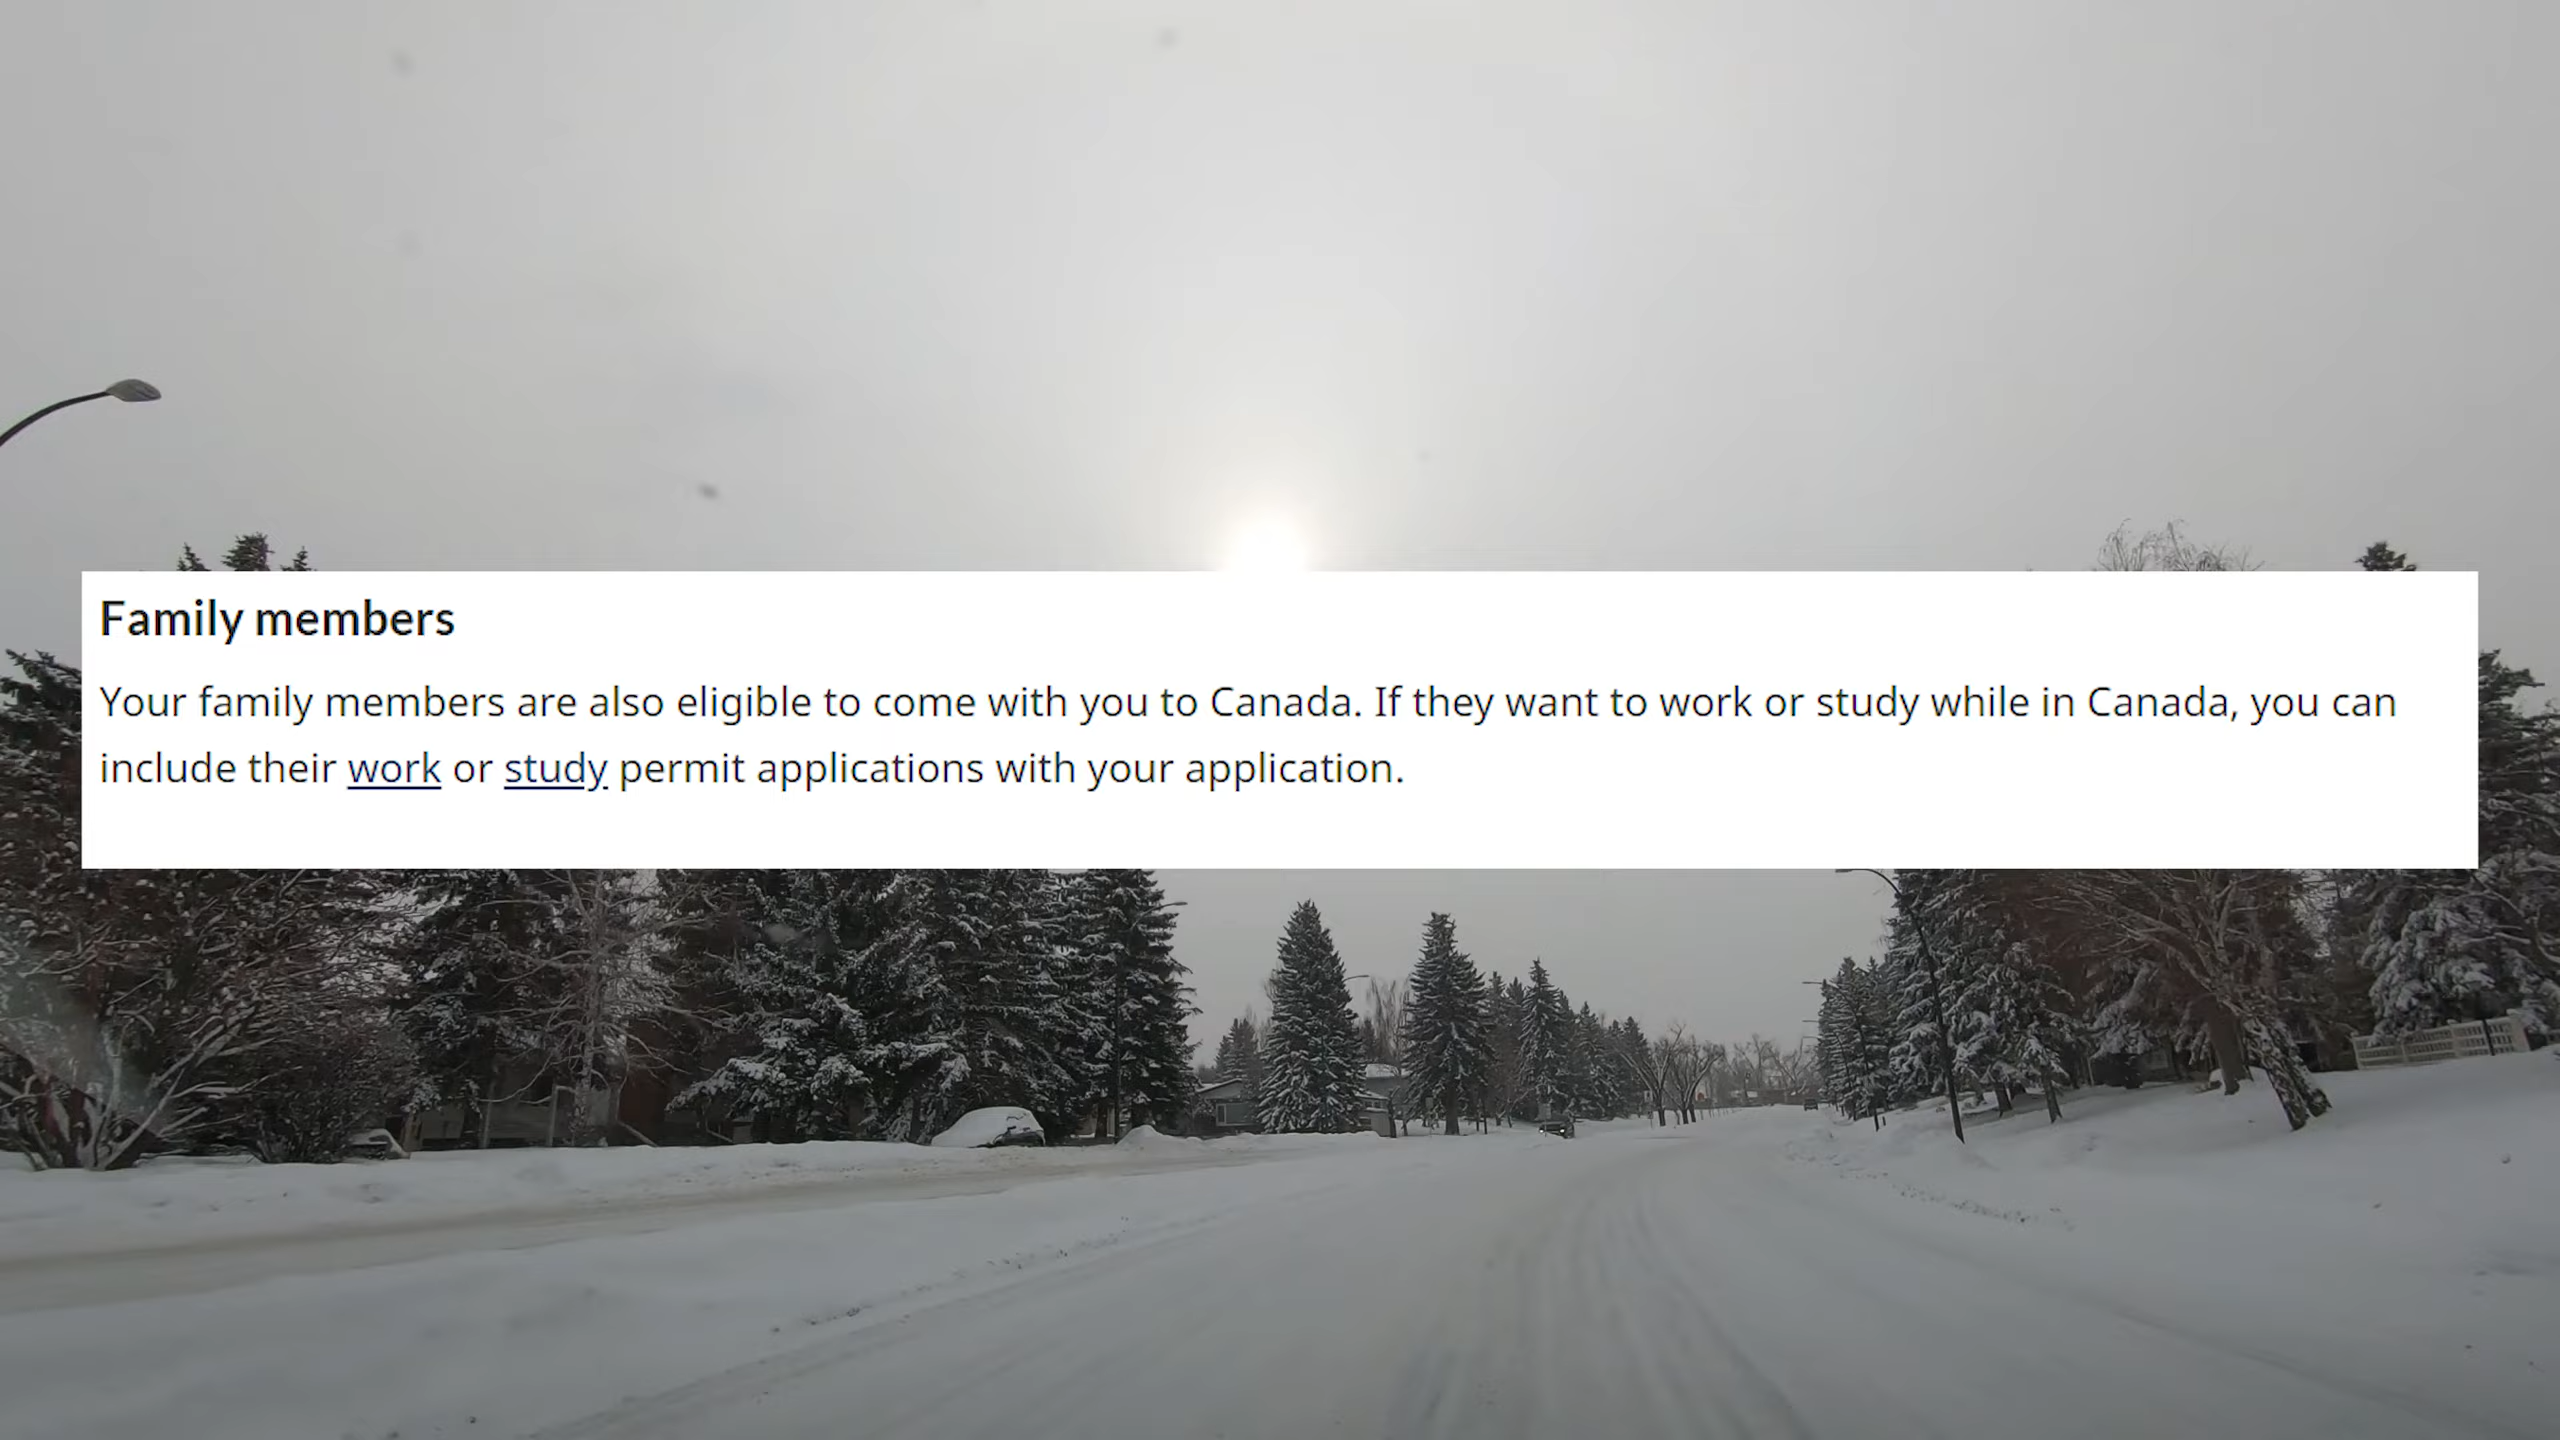 Family members
Your family members are also eligible to come with you to Canada. If they want to work or study while in Canada, you can
include their work or study permit applications with your application.